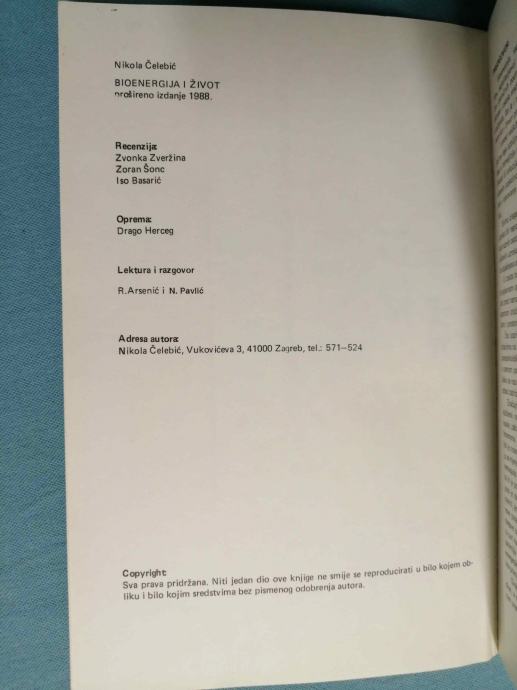 Nikola Čelebić
BIOENERGIJA I ŽIVOT
prošireno izdanje 1988.
Recenzija:
Zvonka Zveržina
Zoran Šonc
Iso Basarić
Oprema:
Drago Herceg
Lektura i razgovor
R.Arsenić i N. Pavlić
Adresa autora:
Nikola Čelebić, Vukovićeva 3, 41000 Zagreb, tel.: 571—524
Copyright:
Sva prava pridržana. Niti jedan dio ove knjige ne smije se reproducirati u bilo kojem ob-
liku i bilo kojim sredstvima bez pismenog odobrenja autora.